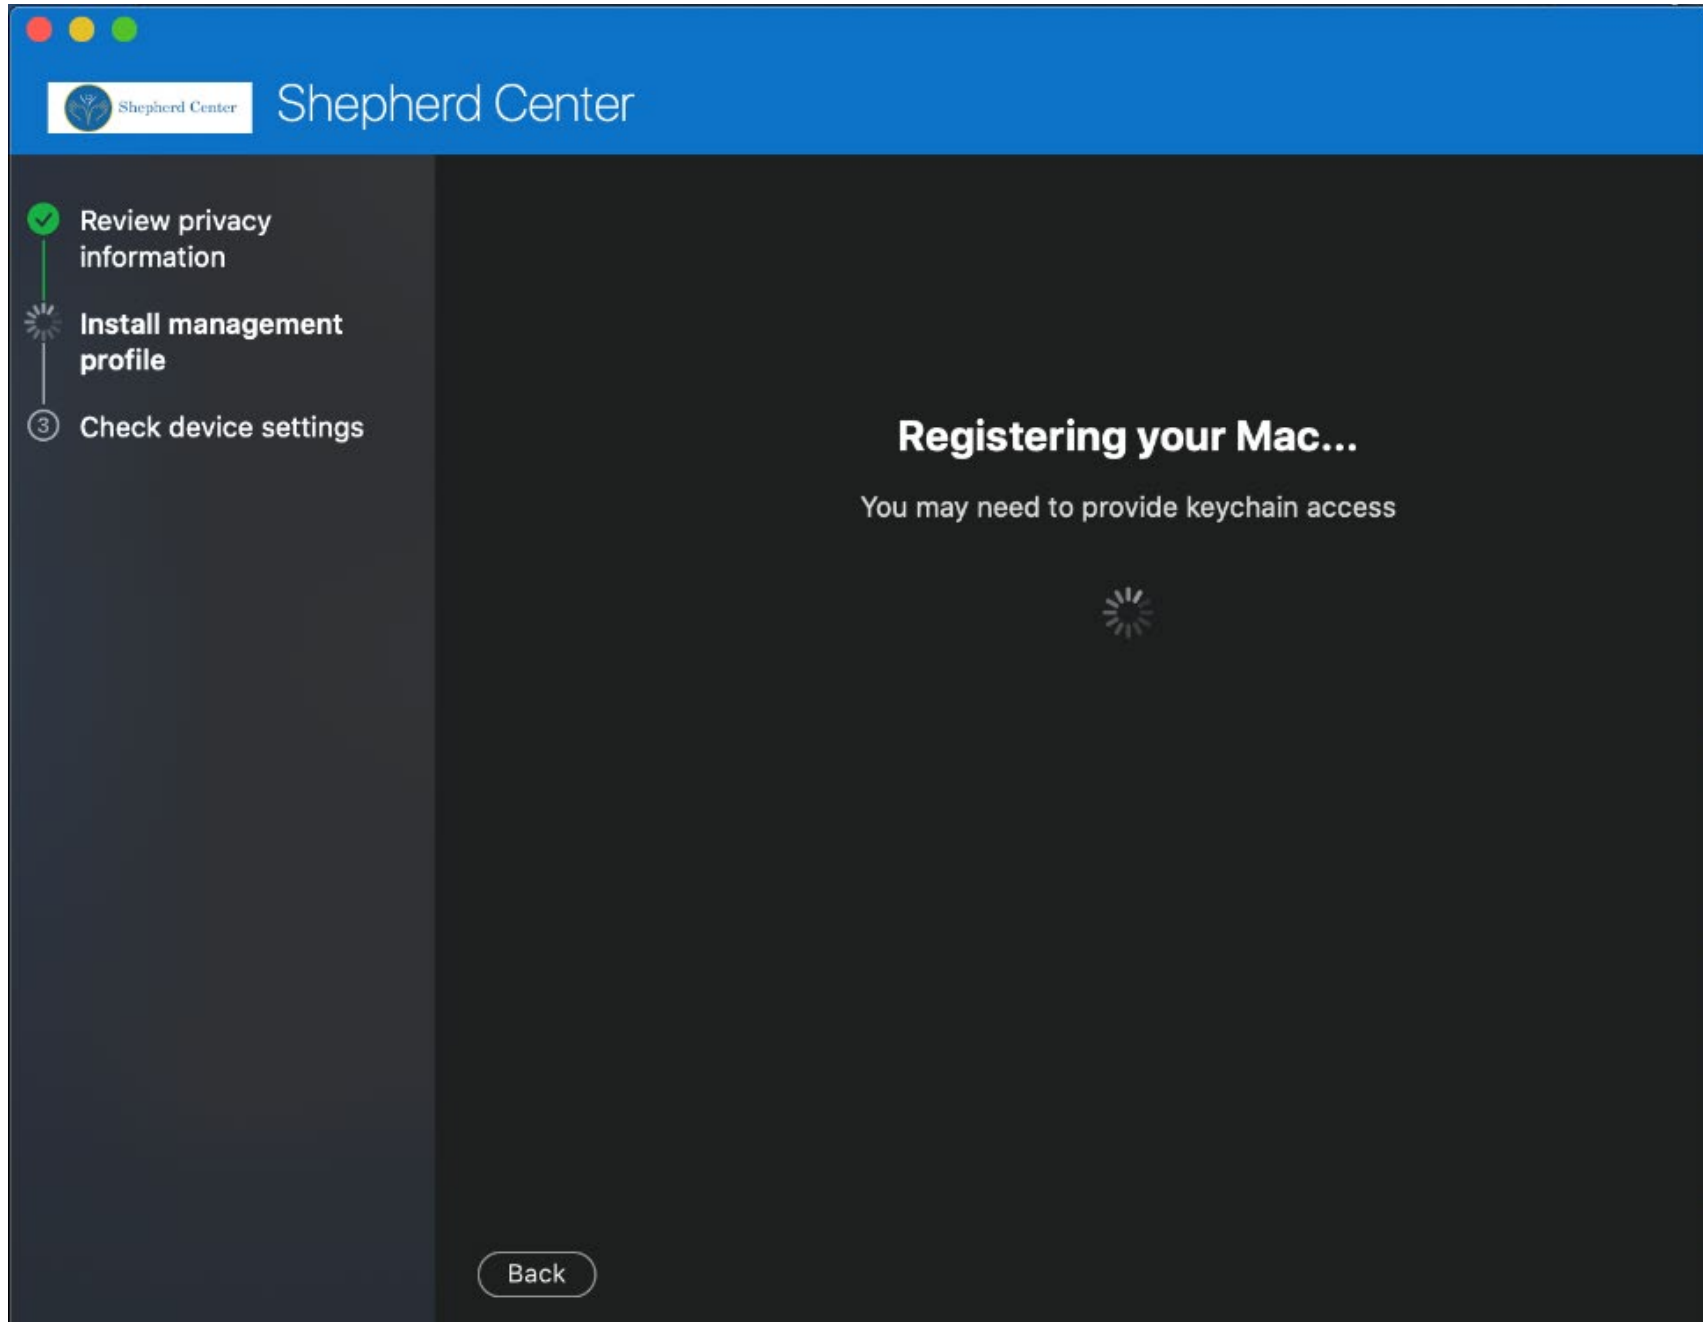 Shepherd Center
Shepherd Center
Review privacy
information
Install management
profile
3
Check device settings
Registering your Mac...
You may need to provide keychain access
Back